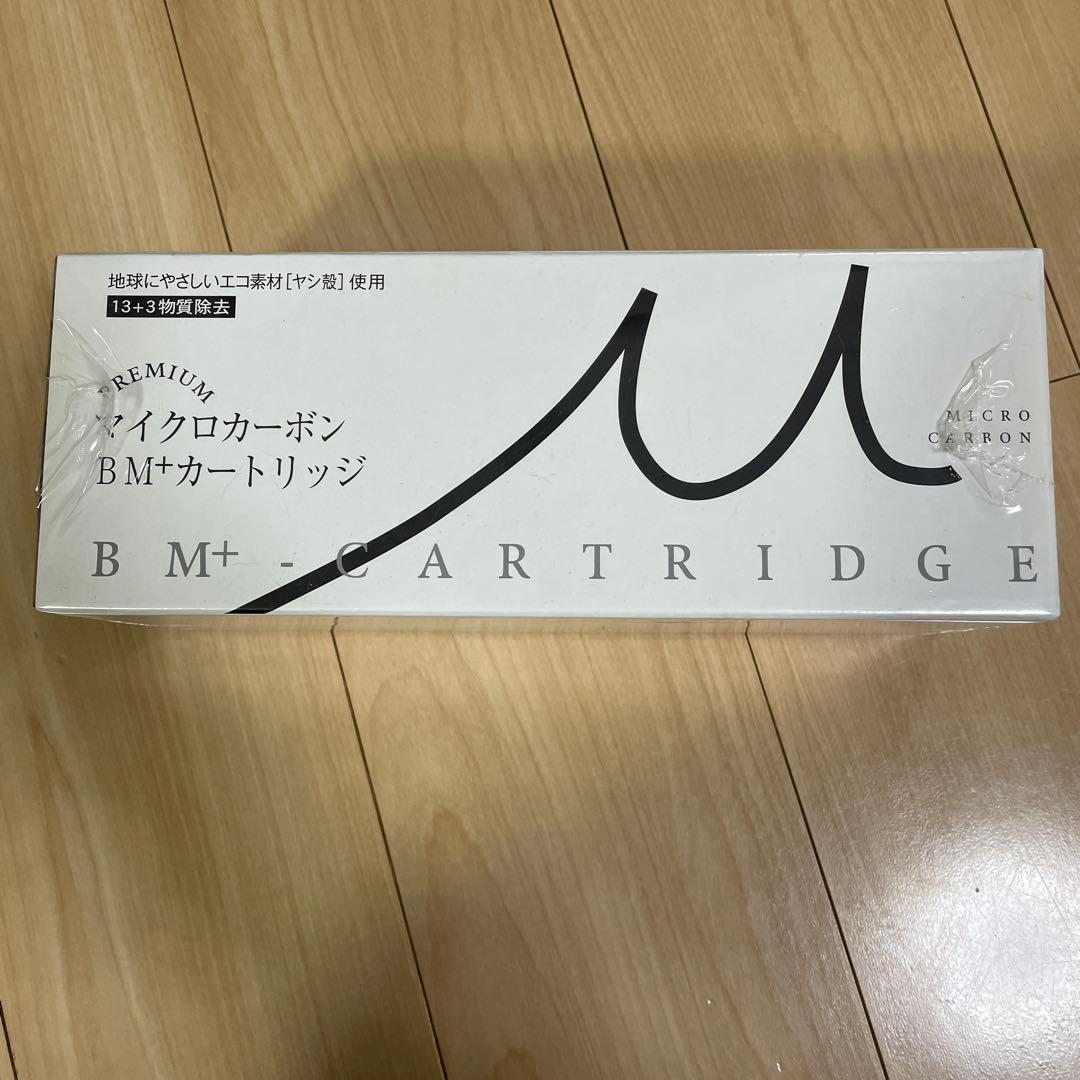 地球にやさしいエコ素材[ヤシ殻]使用
13+3物質除去
PREMIUM
マイクロカーボン
BM+カートリッジ
MICRO
CARBON
BM+-CARTRIDGE